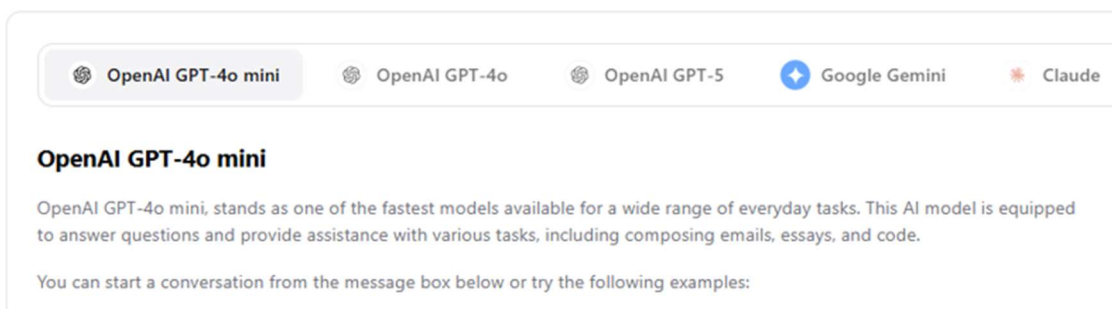 OpenAI GPT-4o mini
OpenAI GPT-4o
OpenAI GPT-5
Google Gemini
Claude
OpenAI GPT-4o mini
OpenAI GPT-4o mini, stands as one of the fastest models available for a wide range of everyday tasks. This AI model is equipped
to answer questions and provide assistance with various tasks, including composing emails, essays, and code.
You can start a conversation from the message box below or try the following examples: